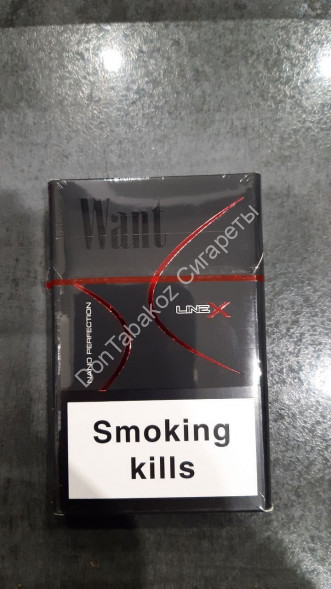 Want
LINE X
NANO PERFECTION
DonTabakoz Сигареты
Smoking
kills